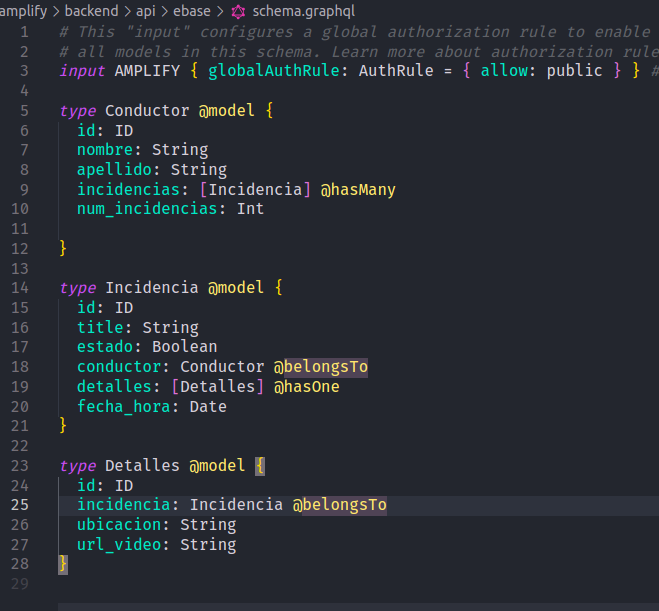 amplify > backend > api > ebase > schema.graphql
1 # This "input" configures a global authorization rule to enable
2 # all models in this schema. Learn more about authorization rule
3 input AMPLIFY { globalAuthRule: AuthRule = { allow: public } } #
4
5 type Conductor @model {
6 id: ID
7 nombre: String
8 apellido: String
9 incidencias: [Incidencia] @hasMany
10 num_incidencias: Int
11
12 }
13
14 type Incidencia @model {
15 id: ID
16 title: String
17 estado: Boolean
18 conductor: Conductor @belongsTo
19 detalles: [Detalles] @hasOne
20 fecha_hora: Date
21 }
22
23 type Detalles @model {
24 id: ID
25 incidencia: Incidencia @belongsTo
26 ubicacion: String
27 url_video: String
28 }
29